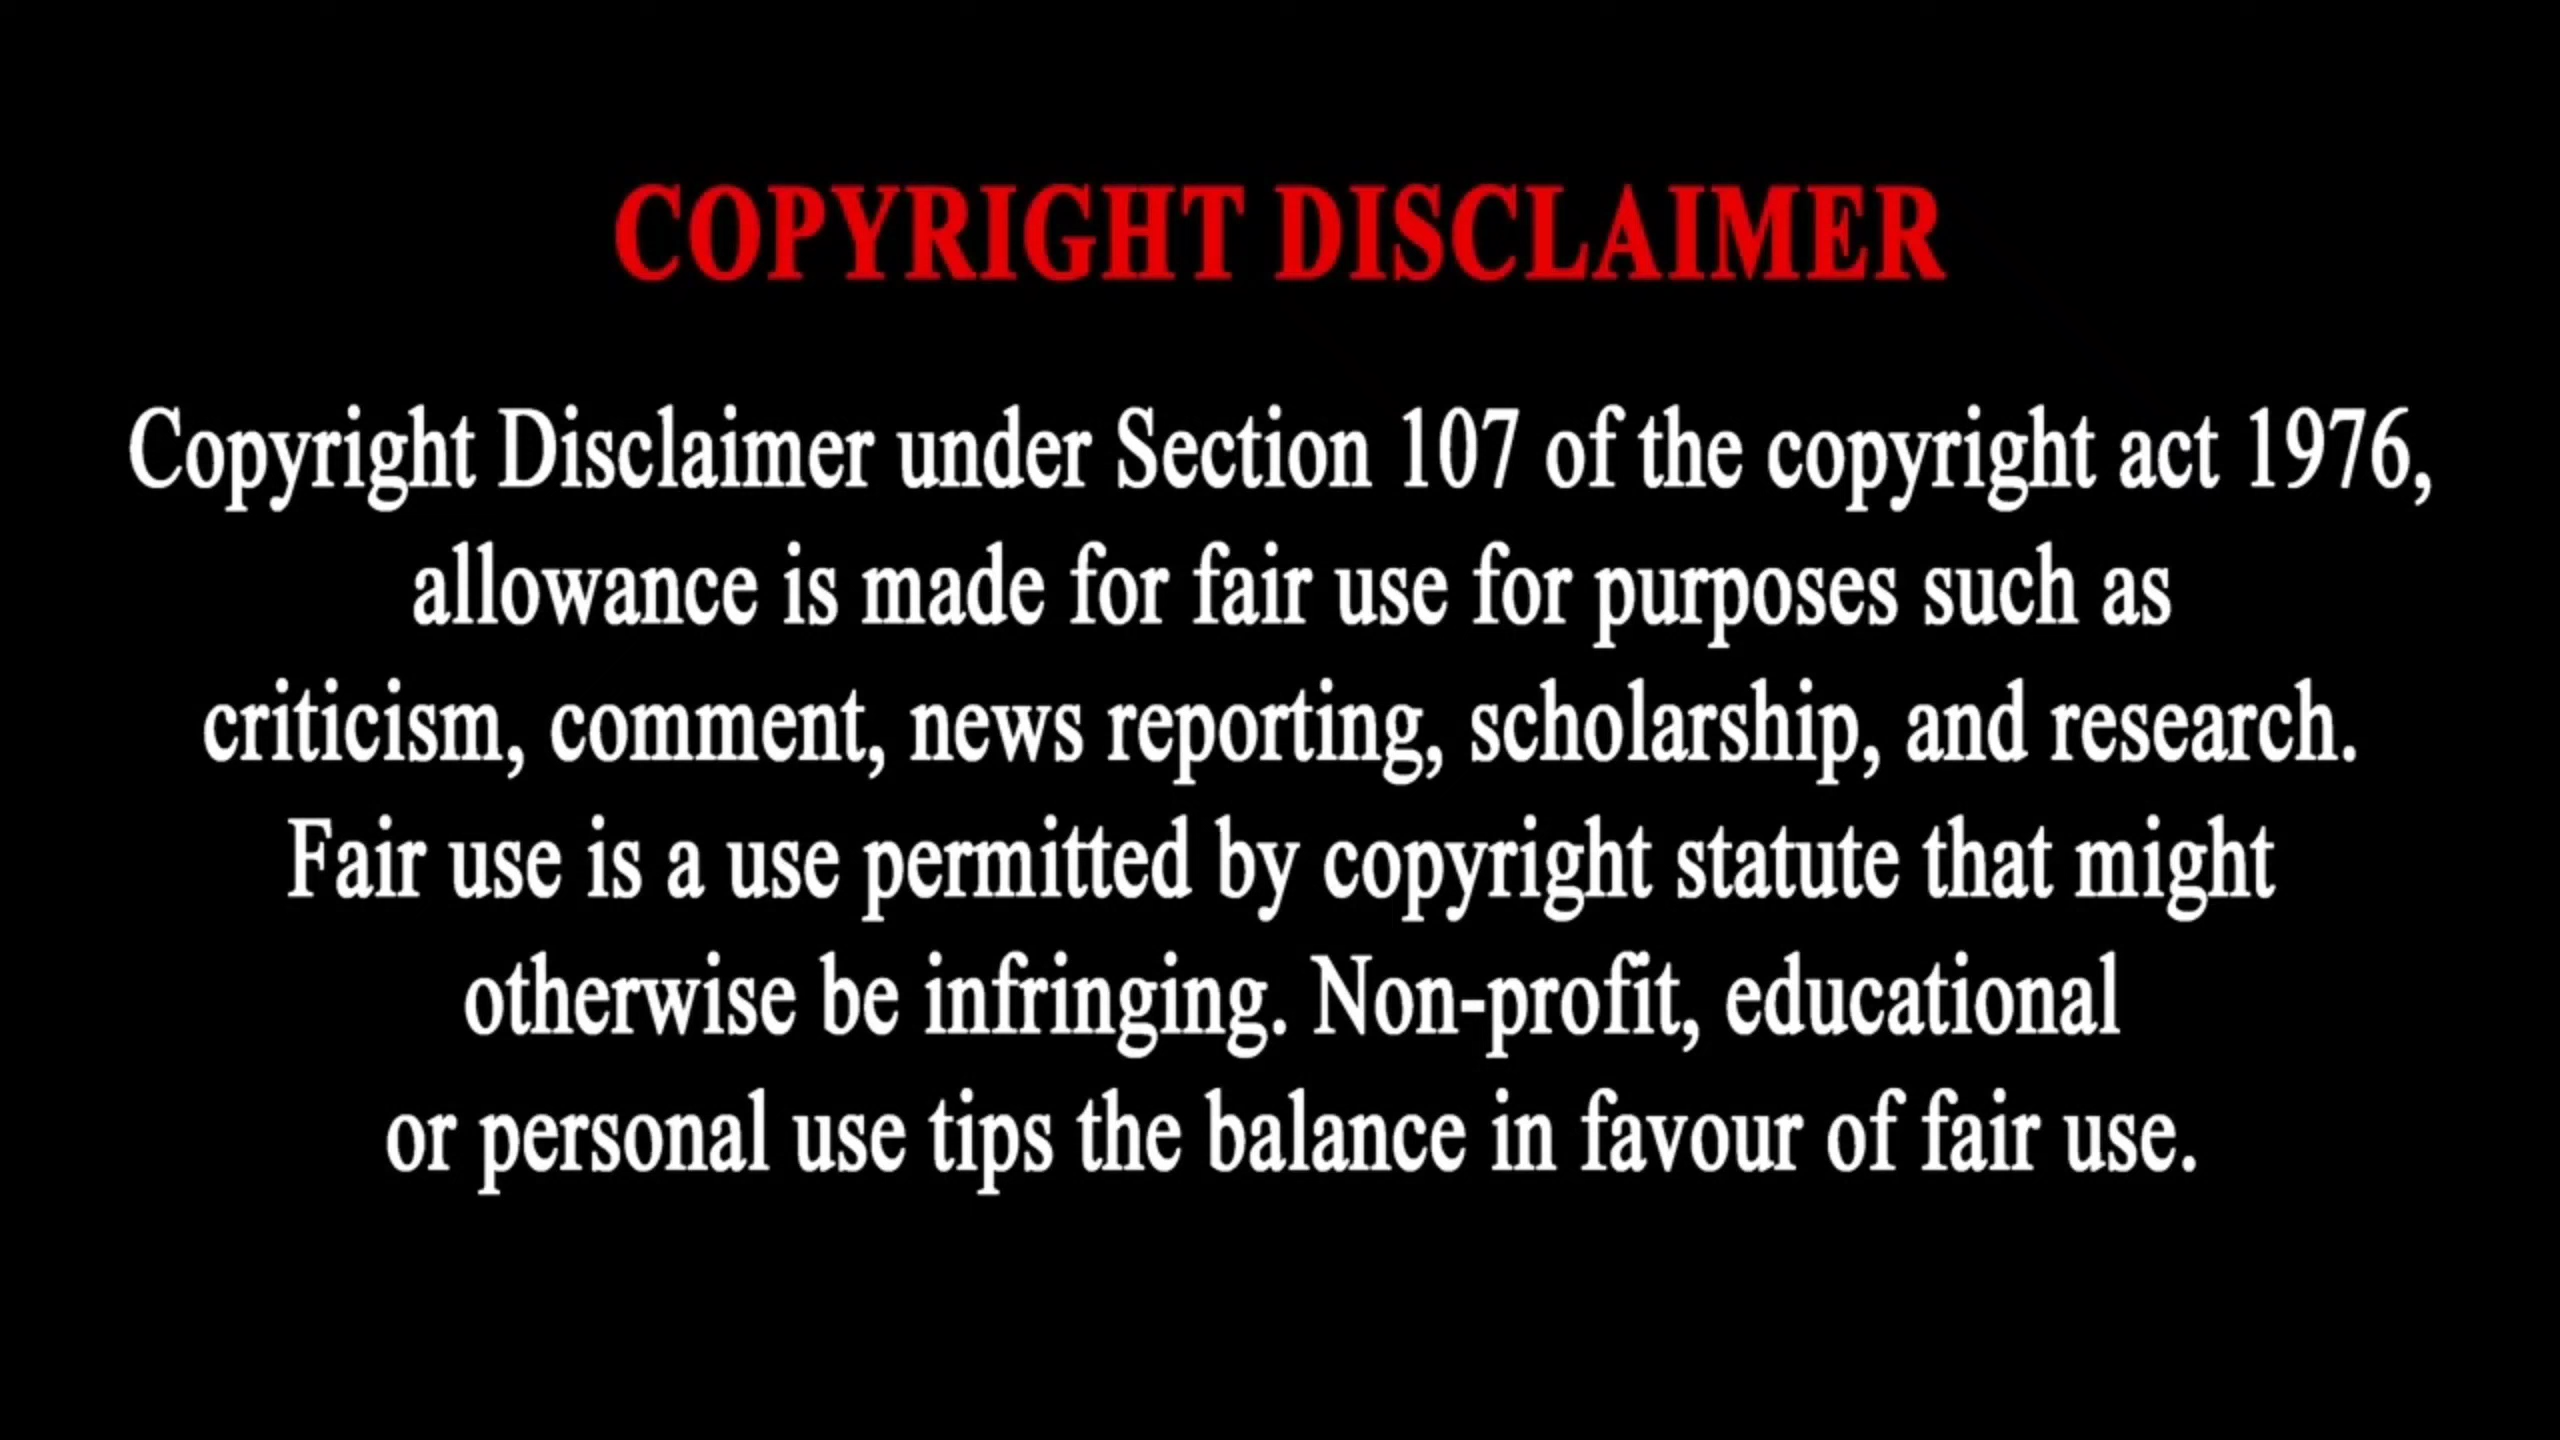 COPYRIGHT DISCLAIMER
Copyright Disclaimer under Section 107 of the copyright act 1976,
allowance is made for fair use for purposes such as
criticism, comment, news reporting, scholarship, and research.
Fair use is a use permitted by copyright statute that might
otherwise be infringing. Non-profit, educational
or personal use tips the balance in favour of fair use.